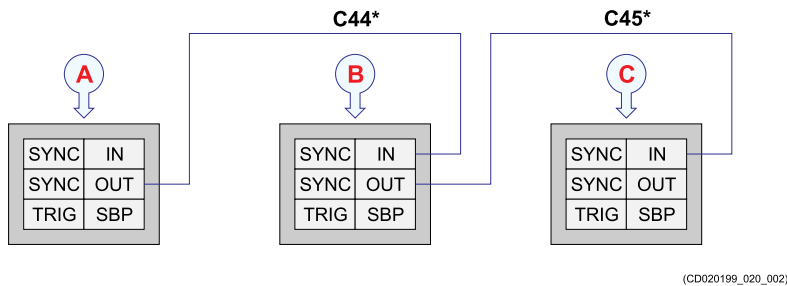 C44* C45*
A B C
SYNC IN SYNC IN SYNC IN
SYNC OUT SYNC OUT SYNC OUT
TRIG SBP TRIG SBP TRIG SBP
(CD020199_020_002)